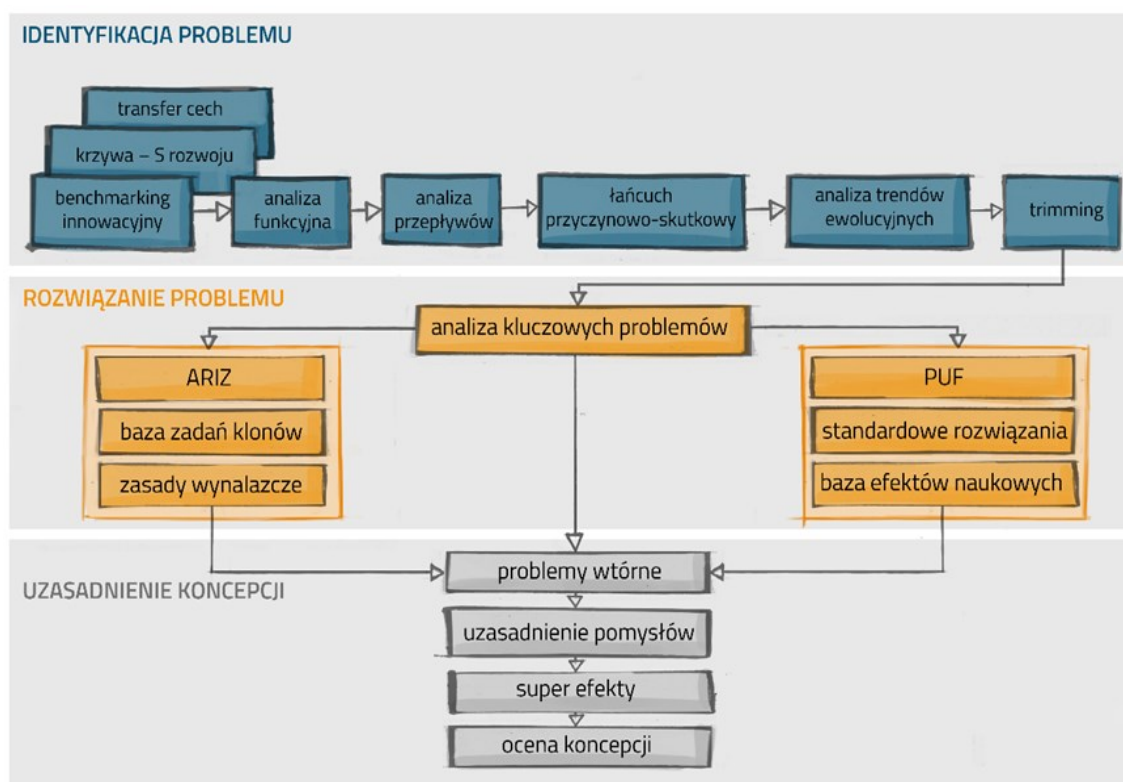 IDENTYFIKACJA PROBLEMU
transfer cech
krzywa – S rozwoju
benchmarking
innowacyjny
analiza
funkcyjna
analiza
przepływów
łańcuch
przyczynowo-skutkowy
analiza trendów
ewolucyjnych
trimming
ROZWIĄZANIE PROBLEMU
analiza kluczowych problemów
ARIZ
baza zadań klonów
zasady wynalazcze
PUF
standardowe rozwiązania
baza efektów naukowych
UZASADNIENIE KONCEPCJI
problemy wtórne
uzasadnienie pomysłów
super efekty
ocena koncepcji